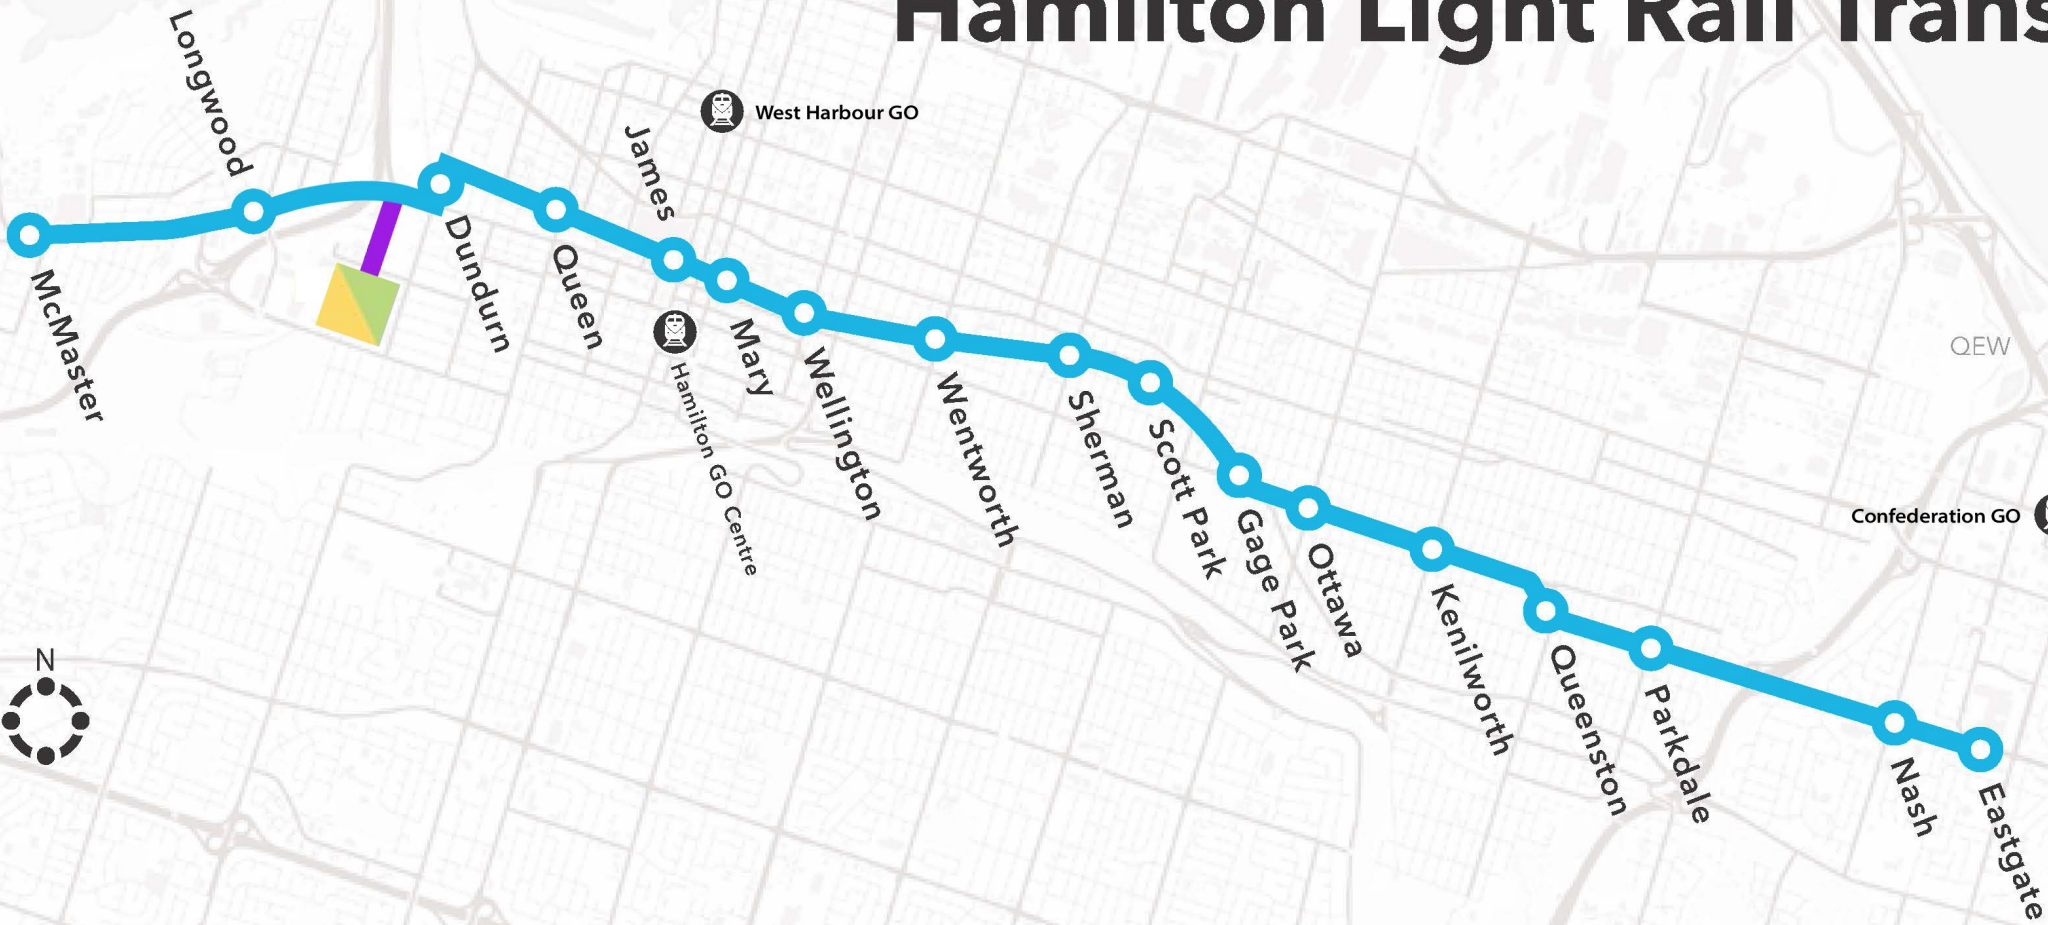 Hamilton Light Rail Trans
Longwood
West Harbour GO
James
McMaster
Dundurn
Queen
Hamilton GO Centre
Mary
Wellington
Wentworth
Sherman
Scott Park
Gage Park
Ottawa
Kenilworth
Queenston
Parkdale
Nash
Eastgate
QEW
Confederation GO
N